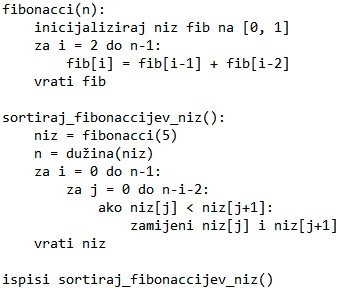 fibonacci(n):
    inicijaliziraj niz fib na [0, 1]
    za i = 2 do n-1:
        fib[i] = fib[i-1] + fib[i-2]
    vrati fib

sortiraj_fibonaccijev_niz():
    niz = fibonacci(5)
    n = dužina(niz)
    za i = 0 do n-1:
        za j = 0 do n-i-2:
            ako niz[j] < niz[j+1]:
                zamijeni niz[j] i niz[j+1]
    vrati niz

ispisi sortiraj_fibonaccijev_niz()